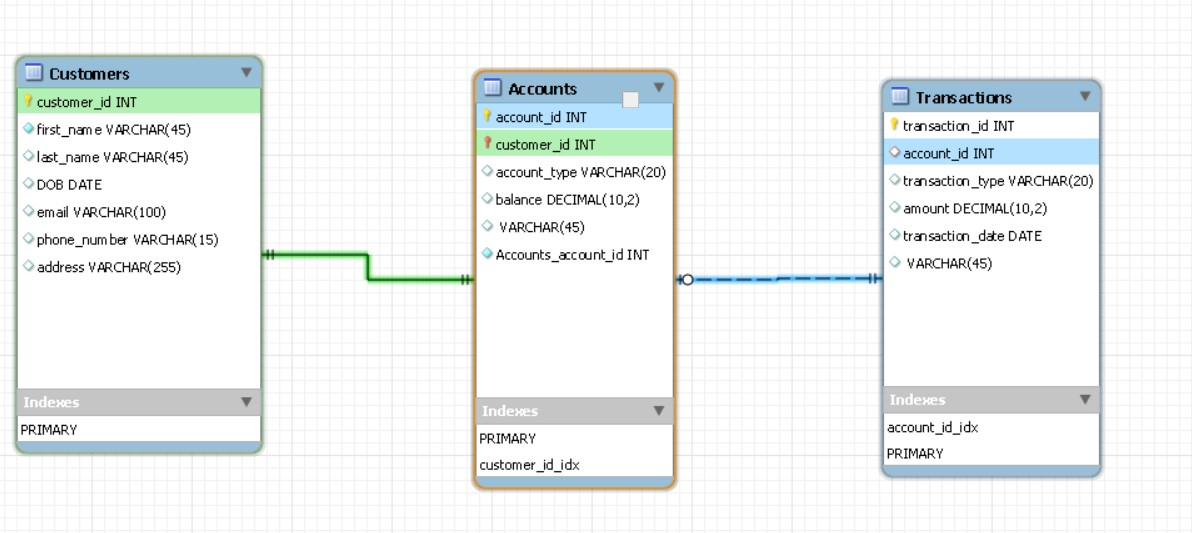 Customers
customer_id INT
first_name VARCHAR(45)
last_name VARCHAR(45)
DOB DATE
email VARCHAR(100)
phone_number VARCHAR(15)
address VARCHAR(255)
Indexes
PRIMARY
Accounts
account_id INT
customer_id INT
account_type VARCHAR(20)
balance DECIMAL(10,2)
VARCHAR(45)
Accounts_account_id INT
Indexes
PRIMARY
customer_id_idx
Transactions
transaction_id INT
account_id INT
transaction_type VARCHAR(20)
amount DECIMAL(10,2)
transaction_date DATE
VARCHAR(45)
Indexes
account_id_idx
PRIMARY